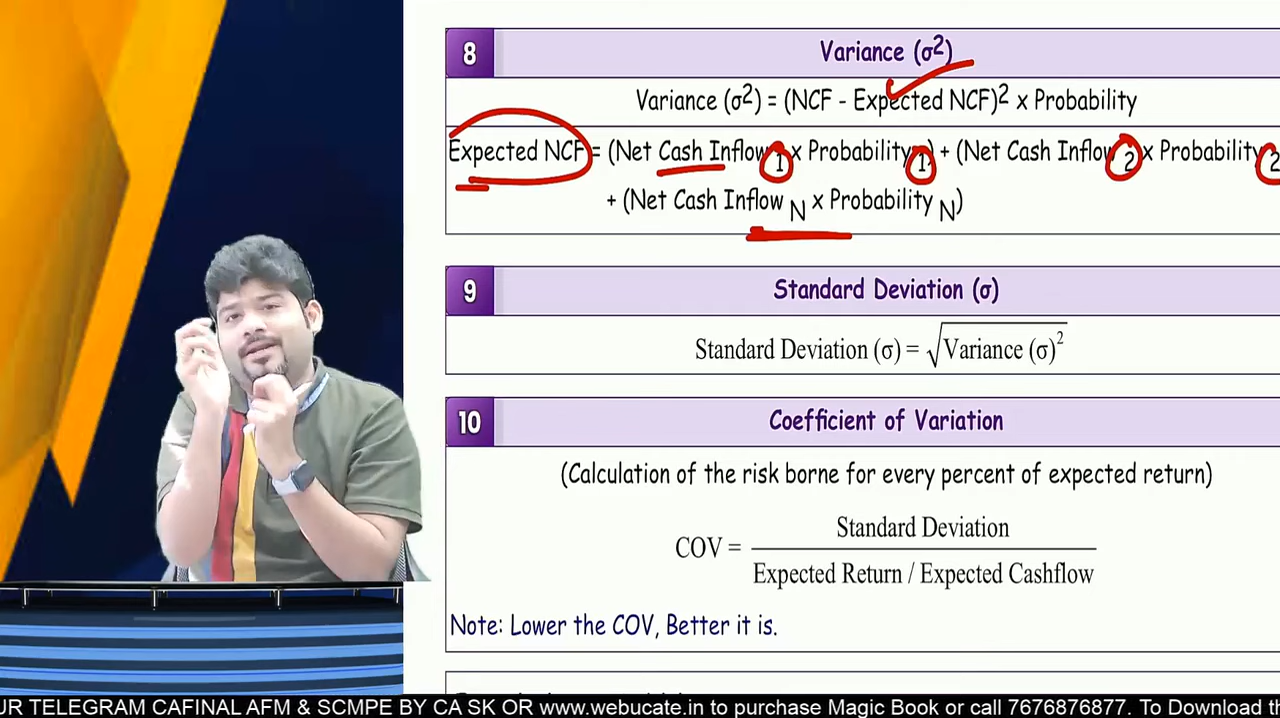 8
Variance (σ²)
Variance (σ²) = (NCF - Expected NCF)² x Probability
Expected NCF = (Net Cash Inflow 1 x Probability 1) + (Net Cash Inflow 2 x Probability 2
+ (Net Cash Inflow N x Probability N)
9
Standard Deviation (σ)
Standard Deviation (σ) = √Variance (σ)²
10
Coefficient of Variation
(Calculation of the risk borne for every percent of expected return)
COV = Standard Deviation
Expected Return / Expected Cashflow
Note: Lower the COV, Better it is.
UR TELEGRAM CAFINAL AFM & SCMPE BY CA SK OR www.webucate.in to purchase Magic Book or call 7676876877. To Download th